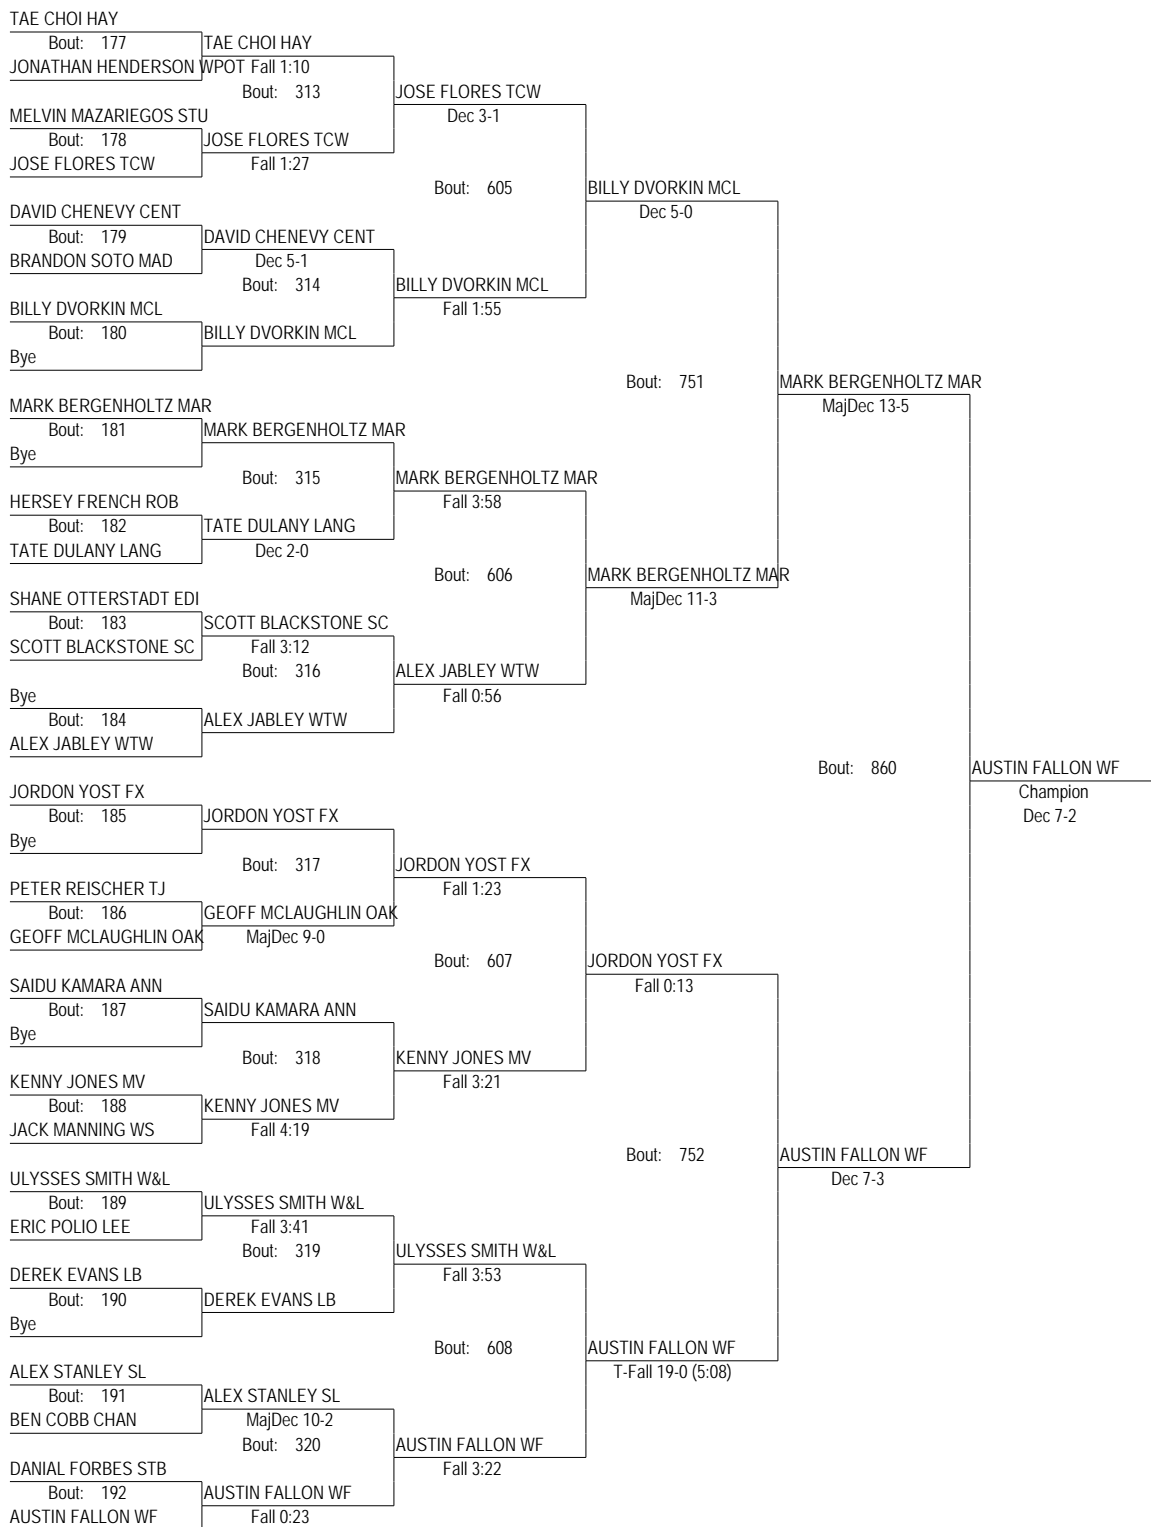 TAE CHOI HAY
Bout: 177 TAE CHOI HAY
JONATHAN HENDERSON WPOT Fall 1:10
Bout: 313 JOSE FLORES TCW
MELVIN MAZARIEGOS STU Dec 3-1
Bout: 178 JOSE FLORES TCW
JOSE FLORES TCW Fall 1:27
Bout: 605 BILLY DVORKIN MCL
DAVID CHENEVY CENT Dec 5-0
Bout: 179 DAVID CHENEVY CENT
BRANDON SOTO MAD Dec 5-1
Bout: 314 BILLY DVORKIN MCL
BILLY DVORKIN MCL Fall 1:55
Bout: 180 BILLY DVORKIN MCL
Bye
Bout: 751 MARK BERGENHOLTZ MAR
MARK BERGENHOLTZ MAR MajDec 13-5
Bout: 181 MARK BERGENHOLTZ MAR
Bye
Bout: 315 MARK BERGENHOLTZ MAR
HERSEY FRENCH ROB Fall 3:58
Bout: 182 TATE DULANY LANG
TATE DULANY LANG Dec 2-0
Bout: 606 MARK BERGENHOLTZ MAR
SHANE OTTERSTADT EDI MajDec 11-3
Bout: 183 SCOTT BLACKSTONE SC
SCOTT BLACKSTONE SC Fall 3:12
Bout: 316 ALEX JABLEY WTW
Bye Fall 0:56
Bout: 184 ALEX JABLEY WTW
ALEX JABLEY WTW
Bout: 860 AUSTIN FALLON WF
JORDON YOST FX Champion
Bout: 185 JORDON YOST FX Dec 7-2
Bye
Bout: 317 JORDON YOST FX
PETER REISCHER TJ Fall 1:23
Bout: 186 GEOFF MCLAUGHLIN OAK
GEOFF MCLAUGHLIN OAK MajDec 9-0
Bout: 607 JORDON YOST FX
SAIDU KAMARA ANN Fall 0:13
Bout: 187 SAIDU KAMARA ANN
Bye
Bout: 318 KENNY JONES MV
KENNY JONES MV Fall 3:21
Bout: 188 KENNY JONES MV
JACK MANNING WS Fall 4:19
Bout: 752 AUSTIN FALLON WF
ULYSSES SMITH W&L Dec 7-3
Bout: 189 ULYSSES SMITH W&L
ERIC POLIO LEE Fall 3:41
Bout: 319 ULYSSES SMITH W&L
DEREK EVANS LB Fall 3:53
Bout: 190 DEREK EVANS LB
Bye
Bout: 608 AUSTIN FALLON WF
ALEX STANLEY SL T-Fall 19-0 (5:08)
Bout: 191 ALEX STANLEY SL
BEN COBB CHAN MajDec 10-2
Bout: 320 AUSTIN FALLON WF
DANIAL FORBES STB Fall 3:22
Bout: 192 AUSTIN FALLON WF
AUSTIN FALLON WF Fall 0:23